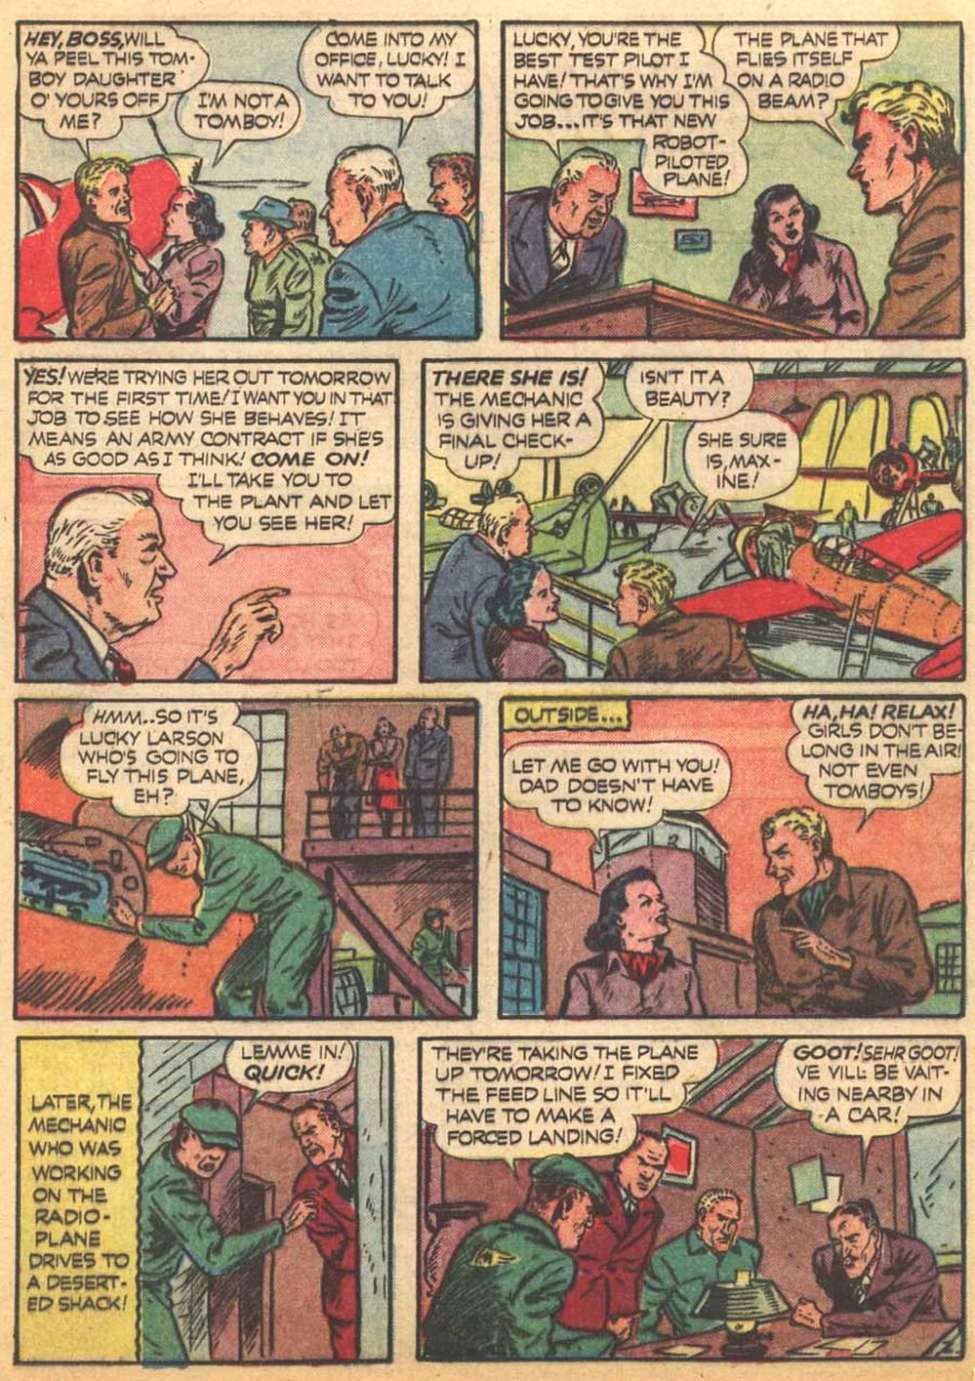 HEY, BOSS, WILL
YA PEEL THIS TOM-
BOY DAUGHTER
O' YOURS OFF
ME?
I'M NOT A
TOMBOY!
COME INTO MY
OFFICE, LUCKY! I
WANT TO TALK
TO YOU!
LUCKY, YOU'RE THE
BEST TEST PILOT I
HAVE! THAT'S WHY I'M
GOING TO GIVE YOU THIS
JOB...IT'S THAT NEW
ROBOT-
PILOTED
PLANE!
THE PLANE THAT
FLIES ITSELF
ON A RADIO
BEAM?
YES! WE'RE TRYING HER OUT TOMORROW
FOR THE FIRST TIME! I WANT YOU IN THAT
JOB TO SEE HOW SHE BEHAVES! IT
MEANS AN ARMY CONTRACT IF SHE'S
AS GOOD AS I THINK! COME ON!
I'LL TAKE YOU TO
THE PLANT AND LET
YOU SEE HER!
THERE SHE IS!
THE MECHANIC
IS GIVING HER A
FINAL CHECK-
UP!
ISN'T IT A
BEAUTY?
SHE SURE
IS, MAX-
INE!
HMM..SO IT'S
LUCKY LARSON
WHO'S GOING TO
FLY THIS PLANE,
EH?
OUTSIDE...
LET ME GO WITH YOU!
DAD DOESN'T HAVE
TO KNOW!
HA, HA! RELAX!
GIRLS DON'T BE-
LONG IN THE AIR!
NOT EVEN
TOMBOYS!
2
LATER, THE
MECHANIC
WHO WAS
WORKING
ON THE
RADIO-
PLANE
DRIVES TO
A DESERT-
ED SHACK!
LEMME IN!
QUICK!
THEY'RE TAKING THE PLANE
UP TOMORROW! I FIXED
THE FEED LINE SO IT'LL
HAVE TO MAKE A
FORCED LANDING!
GOOT! SEHR GOOT!
VE VILL BE VAIT-
ING NEARBY IN
A CAR!
2